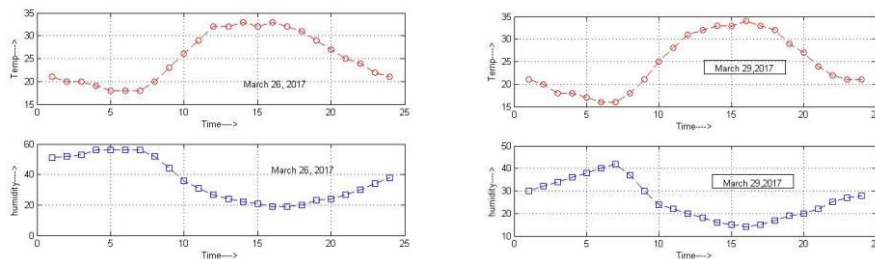 35
30
25
20
15
Temp--->
0 5 10 15 20 25
Time---->
March 26, 2017
60
40
20
0
humidity--->
0 5 10 15 20 25
Time---->
March 26, 2017
35
30
25
20
15
Temp--->
0 5 10 15 20 25
Time---->
March 29,2017
50
40
30
20
10
humidity--->
0 5 10 15 20 25
Time---->
March 29,2017